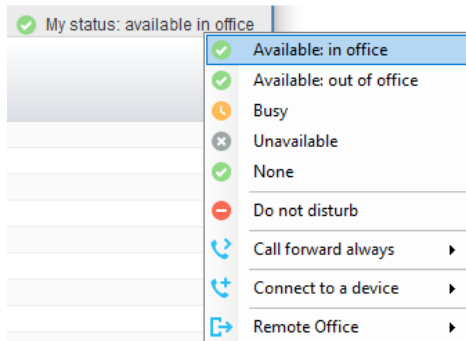 My status: available in office
Available: in office
Available: out of office
Busy
Unavailable
None
Do not disturb
Call forward always
Connect to a device
Remote Office